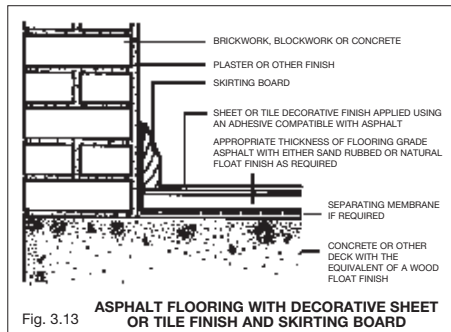 BRICKWORK, BLOCKWORK OR CONCRETE
PLASTER OR OTHER FINISH
SKIRTING BOARD
SHEET OR TILE DECORATIVE FINISH APPLIED USING
AN ADHESIVE COMPATIBLE WITH ASPHALT
APPROPRIATE THICKNESS OF FLOORING GRADE
ASPHALT WITH EITHER SAND RUBBED OR NATURAL
FLOAT FINISH AS REQUIRED
SEPARATING MEMBRANE
IF REQUIRED
CONCRETE OR OTHER
DECK WITH THE
EQUIVALENT OF A WOOD
FLOAT FINISH
Fig. 3.13
ASPHALT FLOORING WITH DECORATIVE SHEET
OR TILE FINISH AND SKIRTING BOARD